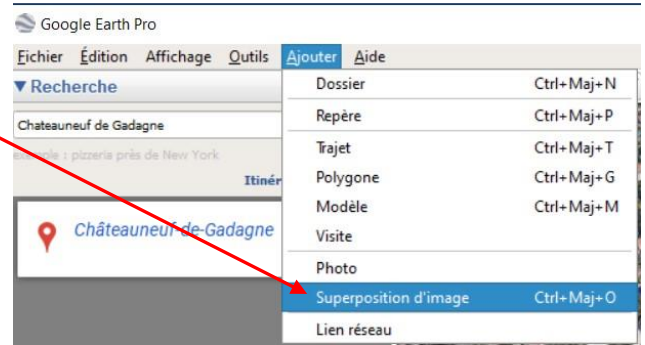 Google Earth Pro
Fichier Édition Affichage Outils Ajouter Aide
Recherche
Chateauneuf de Gadagne
exemple : pizzeria près de New York
Itinér
Châteauneuf-de-Gadagne
Dossier Ctrl+Maj+N
Repère Ctrl+Maj+P
Trajet Ctrl+Maj+T
Polygone Ctrl+Maj+G
Modèle Ctrl+Maj+M
Visite
Photo
Superposition d'image Ctrl+Maj+O
Lien réseau